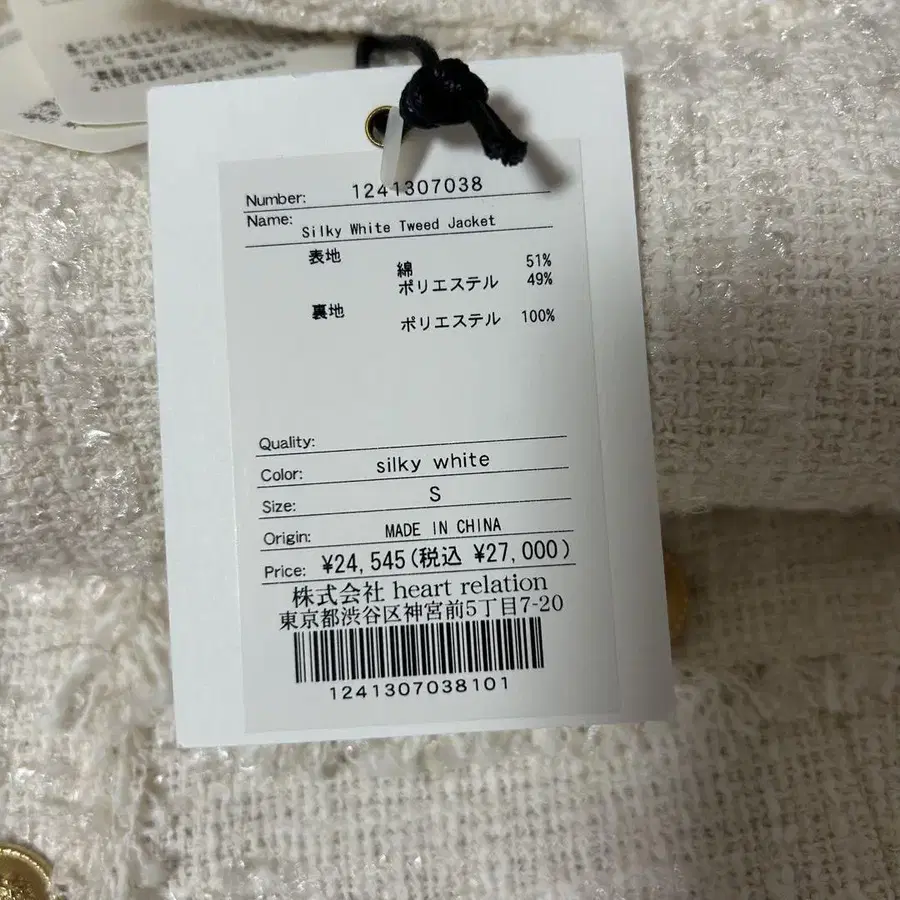 Number: 1241307038
Name: Silky White Tweed Jacket
表地
綿 51%
ポリエステル 49%
裏地
ポリエステル 100%
Quality:
Color: silky white
Size: S
Origin: MADE IN CHINA
Price: ¥24,545(税込 ¥27,000)
株式会社 heart relation
東京都渋谷区神宮前5丁目7-20
1241307038101